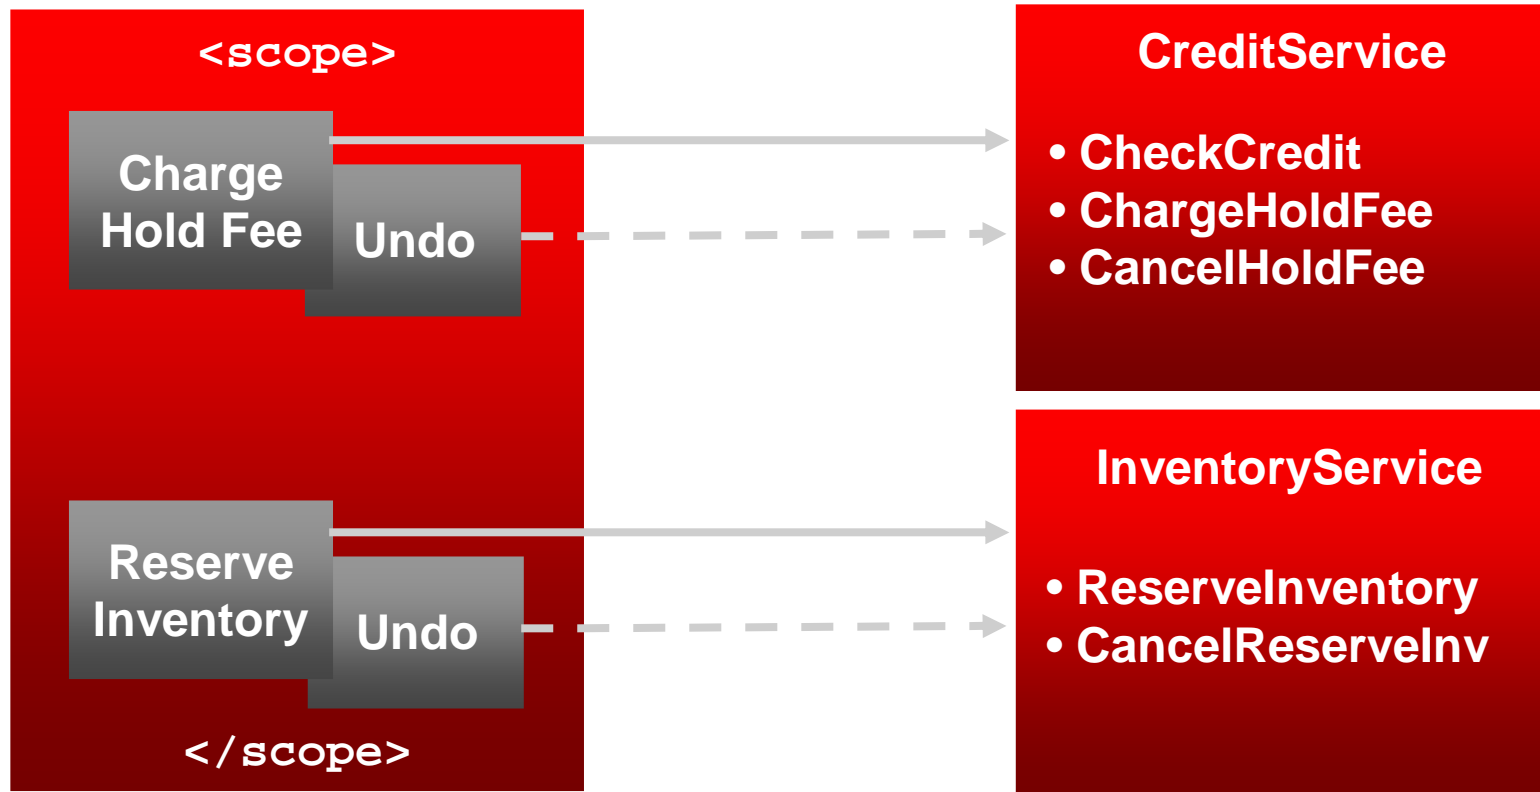 <scope>
Charge
Hold Fee
Undo
Reserve
Inventory
Undo
</scope>
CreditService
• CheckCredit
• ChargeHoldFee
• CancelHoldFee
InventoryService
• ReserveInventory
• CancelReserveInv